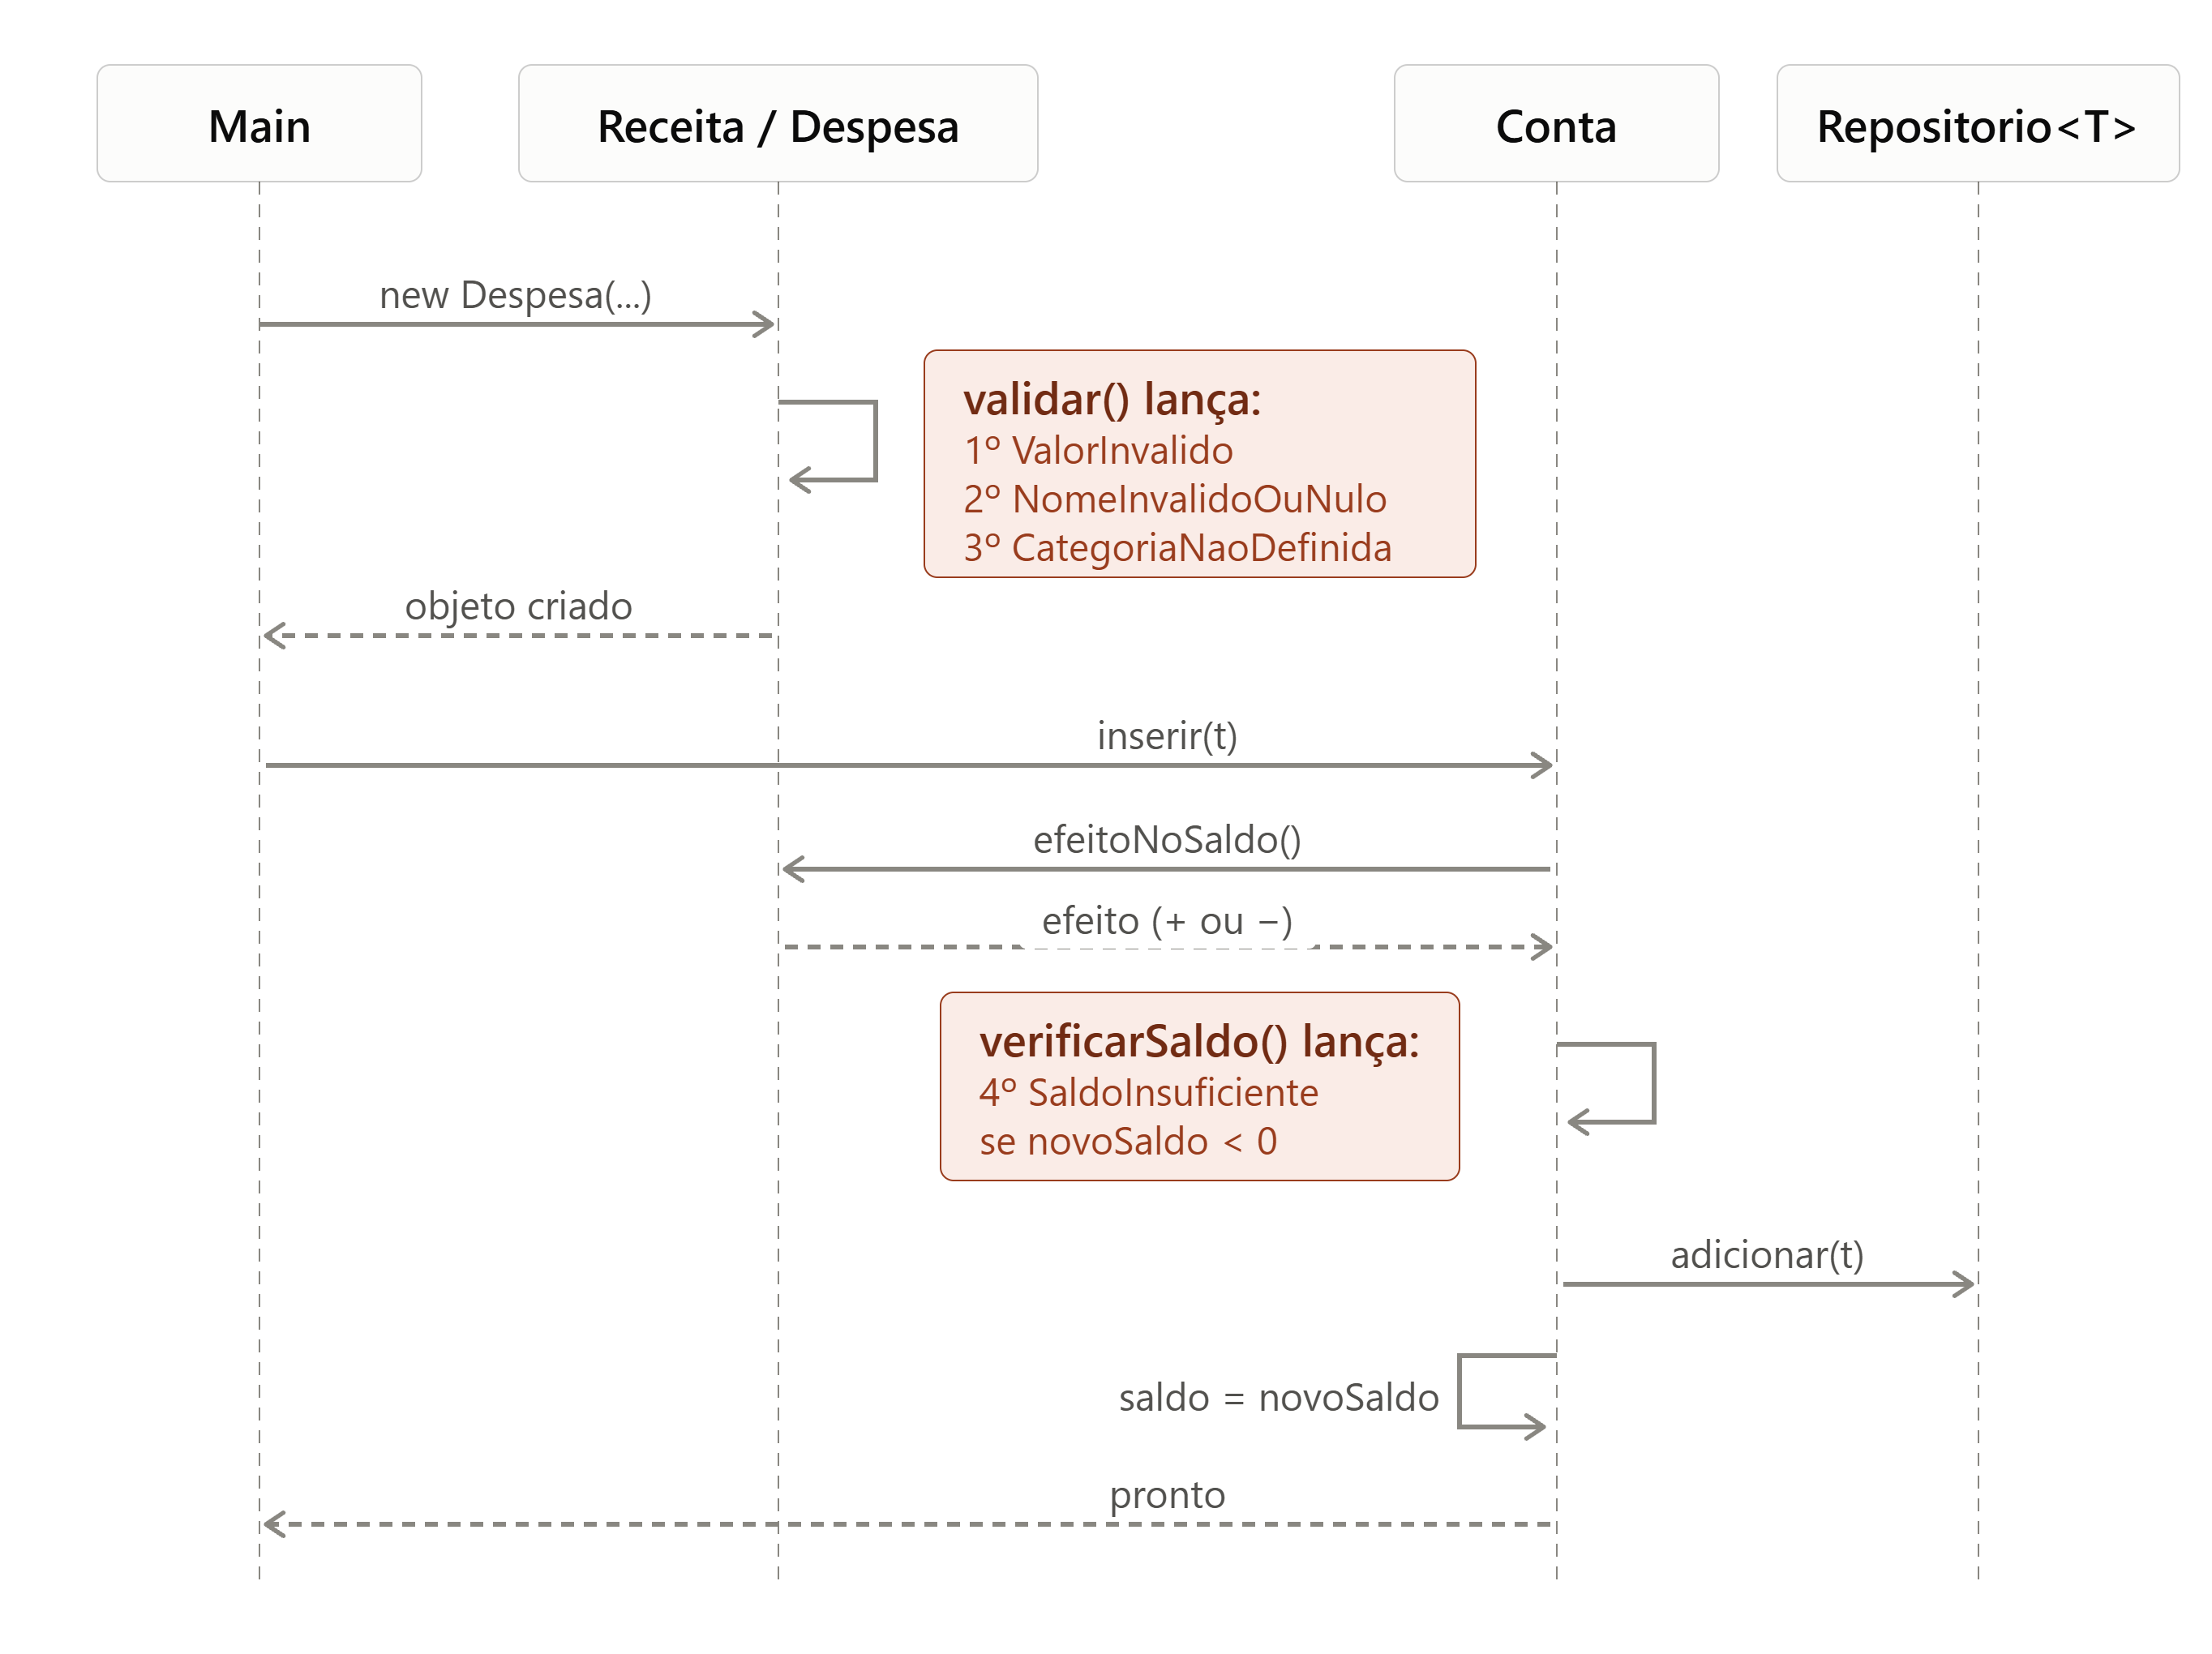 Main
Receita / Despesa
Conta
Repositorio<T>
new Despesa(...)
validar() lança:
1º ValorInvalido
2º NomeInvalidoOuNulo
3º CategoriaNaoDefinida
objeto criado
inserir(t)
efeitoNoSaldo()
efeito (+ ou −)
verificarSaldo() lança:
4º SaldoInsuficiente
se novoSaldo < 0
adicionar(t)
saldo = novoSaldo
pronto